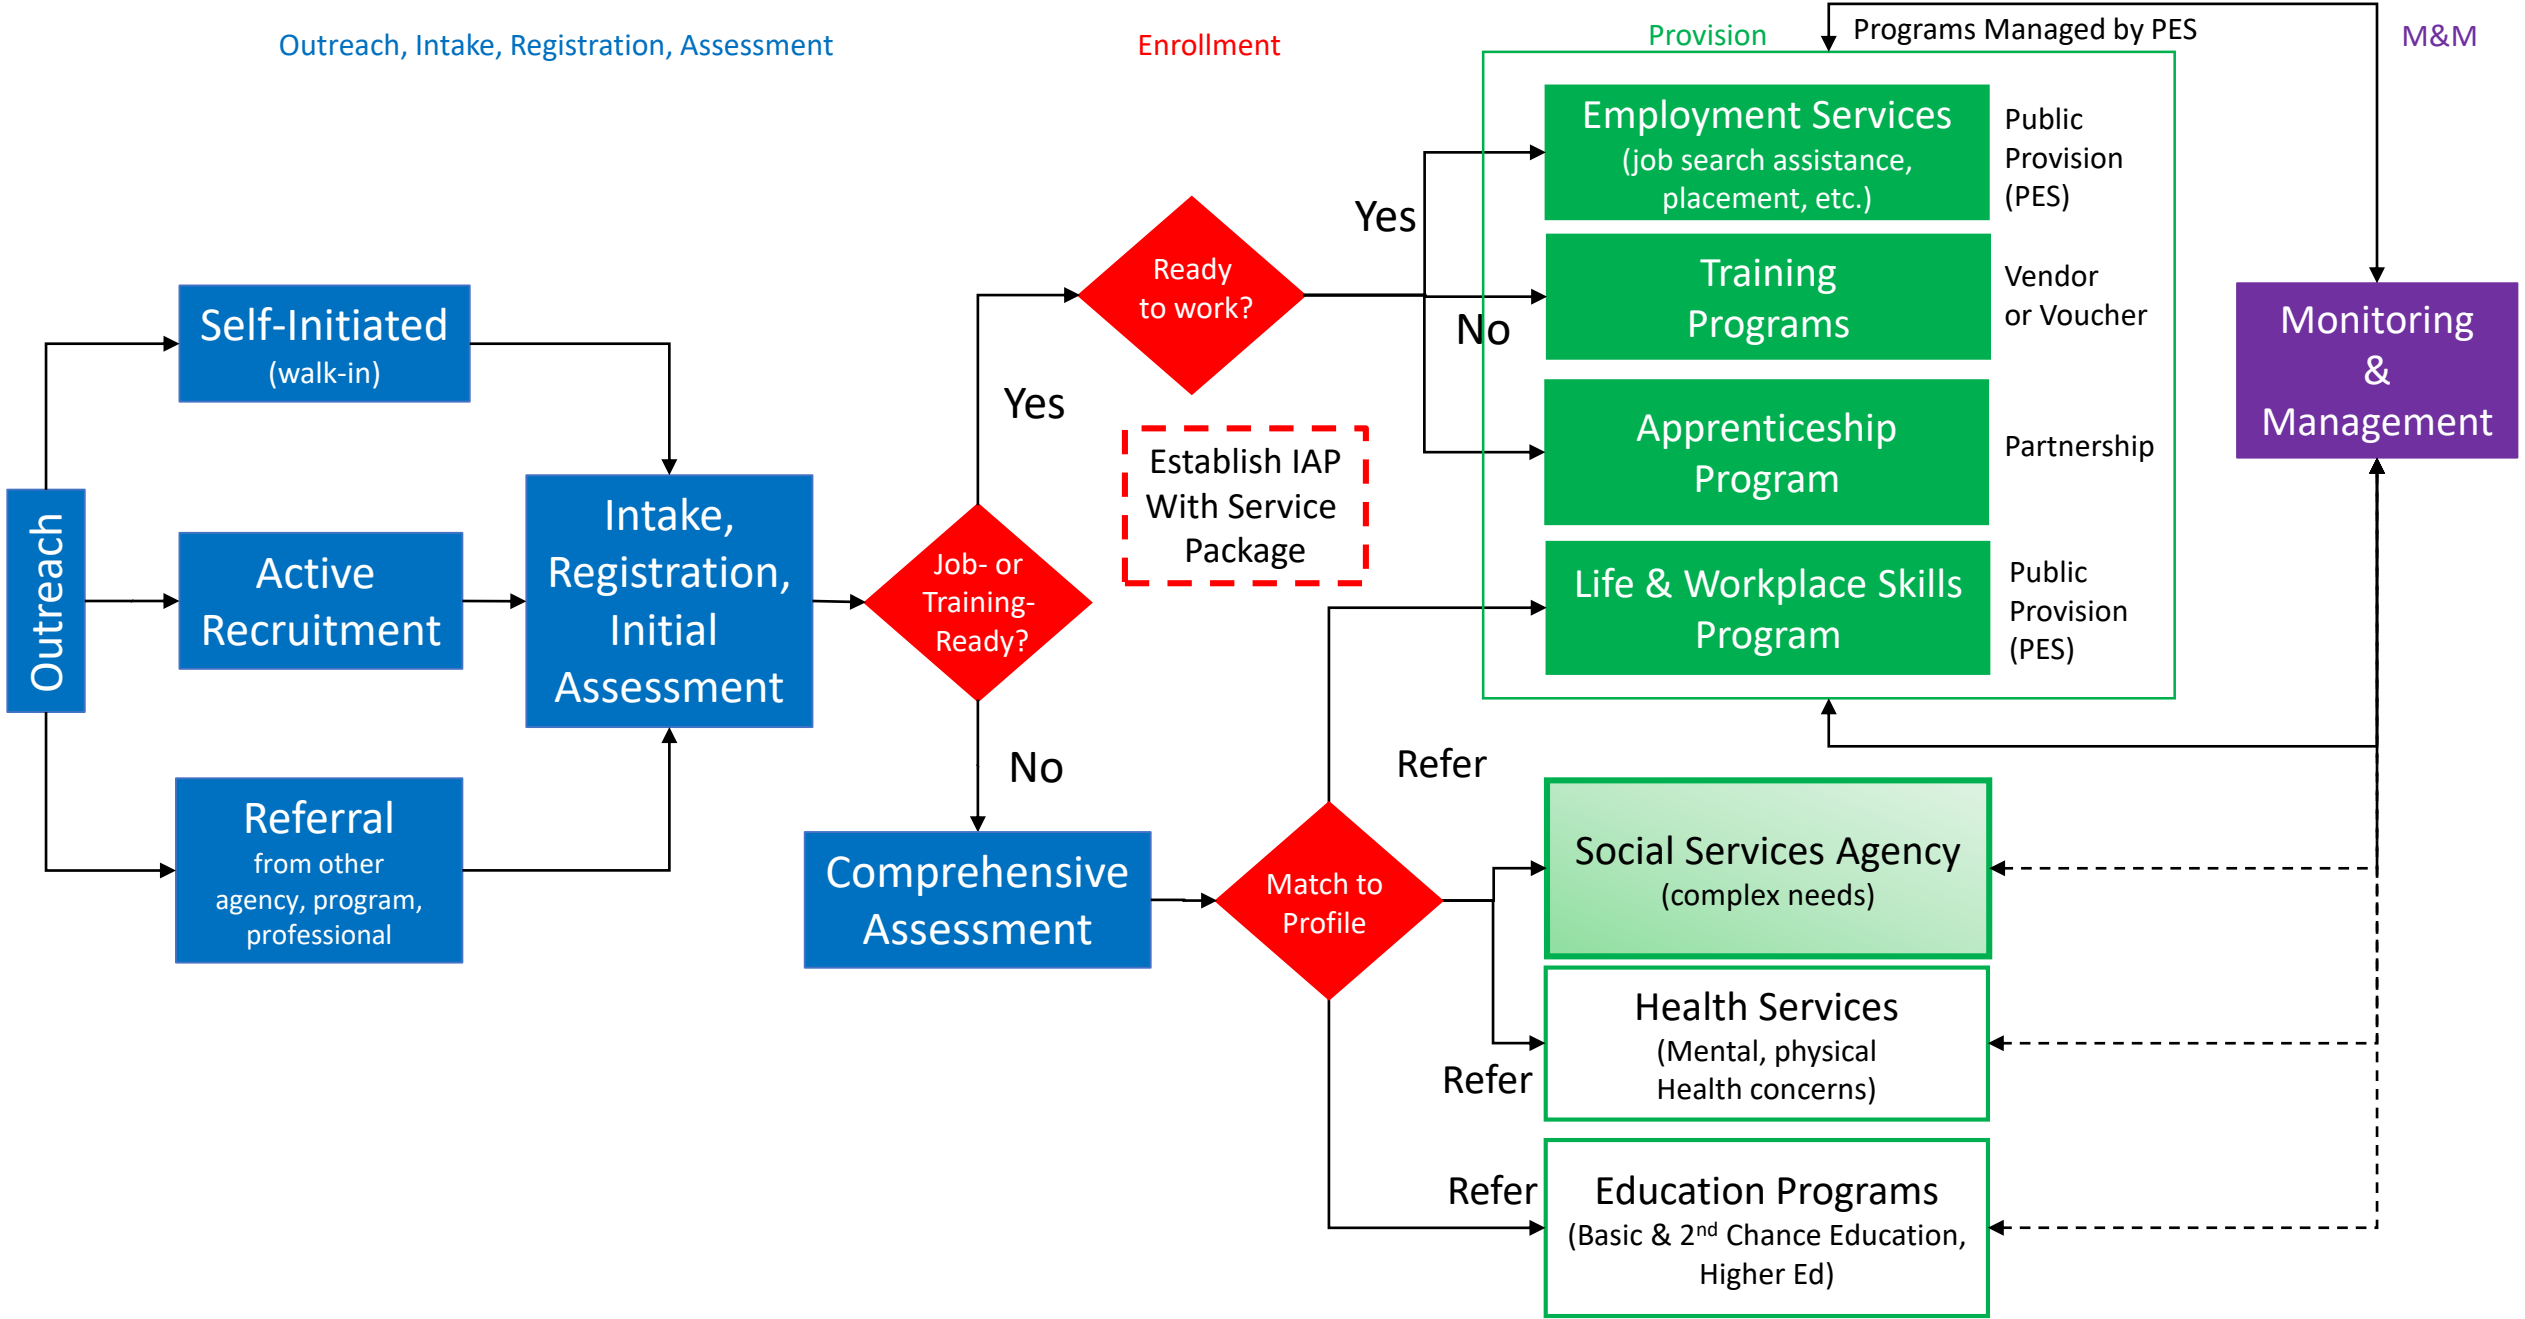 Outreach, Intake, Registration, Assessment
Enrollment
Provision
Programs Managed by PES
M&M
Outreach
Self-Initiated
(walk-in)
Active
Recruitment
Referral
from other
agency, program,
professional
Intake,
Registration,
Initial
Assessment
Job- or
Training-
Ready?
Yes
No
Comprehensive
Assessment
Ready
to work?
Yes
No
Establish IAP
With Service
Package
Match to
Profile
Refer
Refer
Refer
Employment Services
(job search assistance,
placement, etc.)
Public
Provision
(PES)
Training
Programs
Vendor
or Voucher
Apprenticeship
Program
Partnership
Life & Workplace Skills
Program
Public
Provision
(PES)
Social Services Agency
(complex needs)
Health Services
(Mental, physical
Health concerns)
Education Programs
(Basic & 2nd Chance Education,
Higher Ed)
Monitoring
&
Management